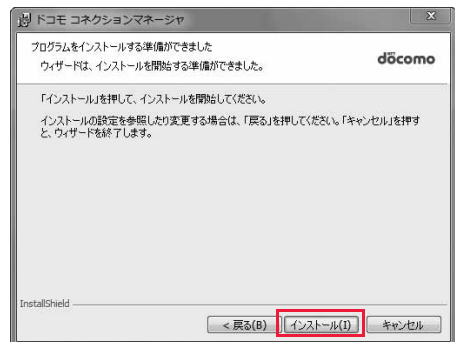 ドコモ コネクションマネージャ
プログラムをインストールする準備ができました
ウィザードは、インストールを開始する準備ができました。
döcomo
「インストール」を押して、インストールを開始してください。
インストールの設定を参照したり変更する場合は、「戻る」を押してください。「キャンセル」を押す
と、ウィザードを終了します。
InstallShield
< 戻る(B)
インストール(I)
キャンセル